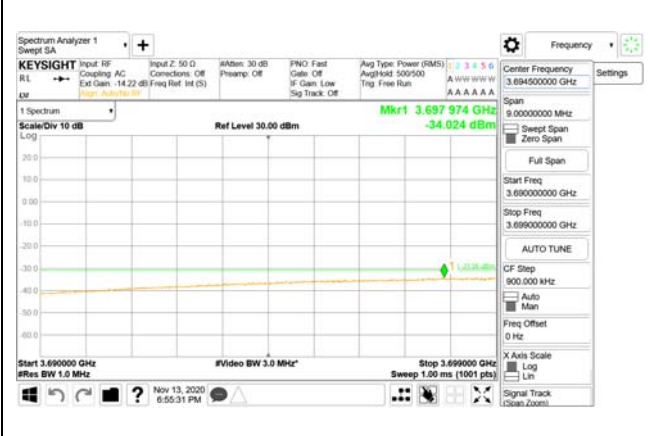 Spectrum Analyzer 1
Swept SA
KEYSIGHT
Input: RF
Coupling: AC
Ext Gain: -14.22 dB
Align: Auto/No RF
Input Z: 50 Ω
Corrections: Off
Freq Ref: Int (S)
#Atten: 30 dB
Preamp: Off
PNO: Fast
Gate: Off
IF Gain: Low
Sig Track: Off
Avg Type: Power (RMS)
Avg|Hold: 500/500
Trig: Free Run
1 2 3 4 5 6
A W W W W W
A A A A A A
RL
1 Spectrum
Mkr1 3.697 974 GHz
-34.024 dBm
Scale/Div 10 dB
Ref Level 30.00 dBm
Log
20.0
10.0
0.00
-10.0
-20.0
-30.0
-40.0
-50.0
-60.0
1
Start 3.690000 GHz
#Video BW 3.0 MHz*
Stop 3.699000 GHz
#Res BW 1.0 MHz
Sweep 1.00 ms (1001 pts)
?
Nov 13, 2020
6:55:31 PM
Frequency
Settings
Center Frequency
3.694500000 GHz
Span
9.00000000 MHz
Swept Span
Zero Span
Full Span
Start Freq
3.690000000 GHz
Stop Freq
3.699000000 GHz
AUTO TUNE
CF Step
900.000 kHz
Auto
Man
Freq Offset
0 Hz
X Axis Scale
Log
Lin
Signal Track
(Span Zoom)